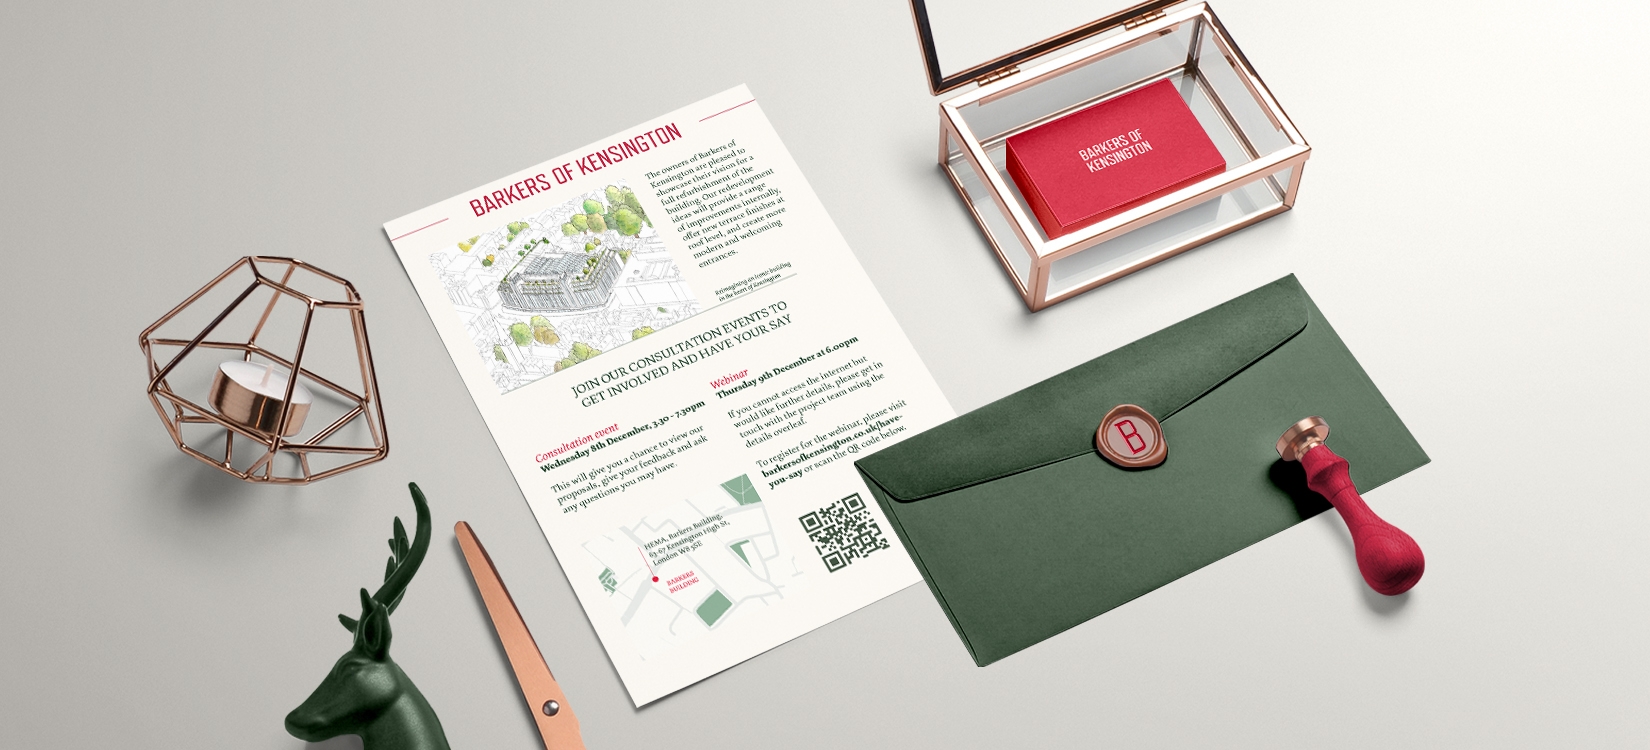 BARKERS OF KENSINGTON
The owners of Barkers of
Kensington are pleased to
showcase their vision for a
full refurbishment of the
building. Our redevelopment
ideas will provide a range
of improvements internally,
offer new terrace finishes at
roof level, and create more
modern and welcoming
entrances.
Reimagining an iconic building
in the heart of Kensington
JOIN OUR CONSULTATION EVENTS TO
GET INVOLVED AND HAVE YOUR SAY
Consultation event
Wednesday 8th December, 3.30 - 7.30pm
This will give you a chance to view our
proposals, give your feedback and ask
any questions you may have.
Webinar
Thursday 9th December at 6.00pm
If you cannot access the internet but
would like further details, please get in
touch with the project team using the
details overleaf.
To register for the webinar, please visit
barkersofkensington.co.uk/have-
you-say or scan the QR code below.
HEMA, Barkers Building,
63-67 Kensington High St,
London W8 5SE
BARKERS
BUILDING
BARKERS OF
KENSINGTON
B